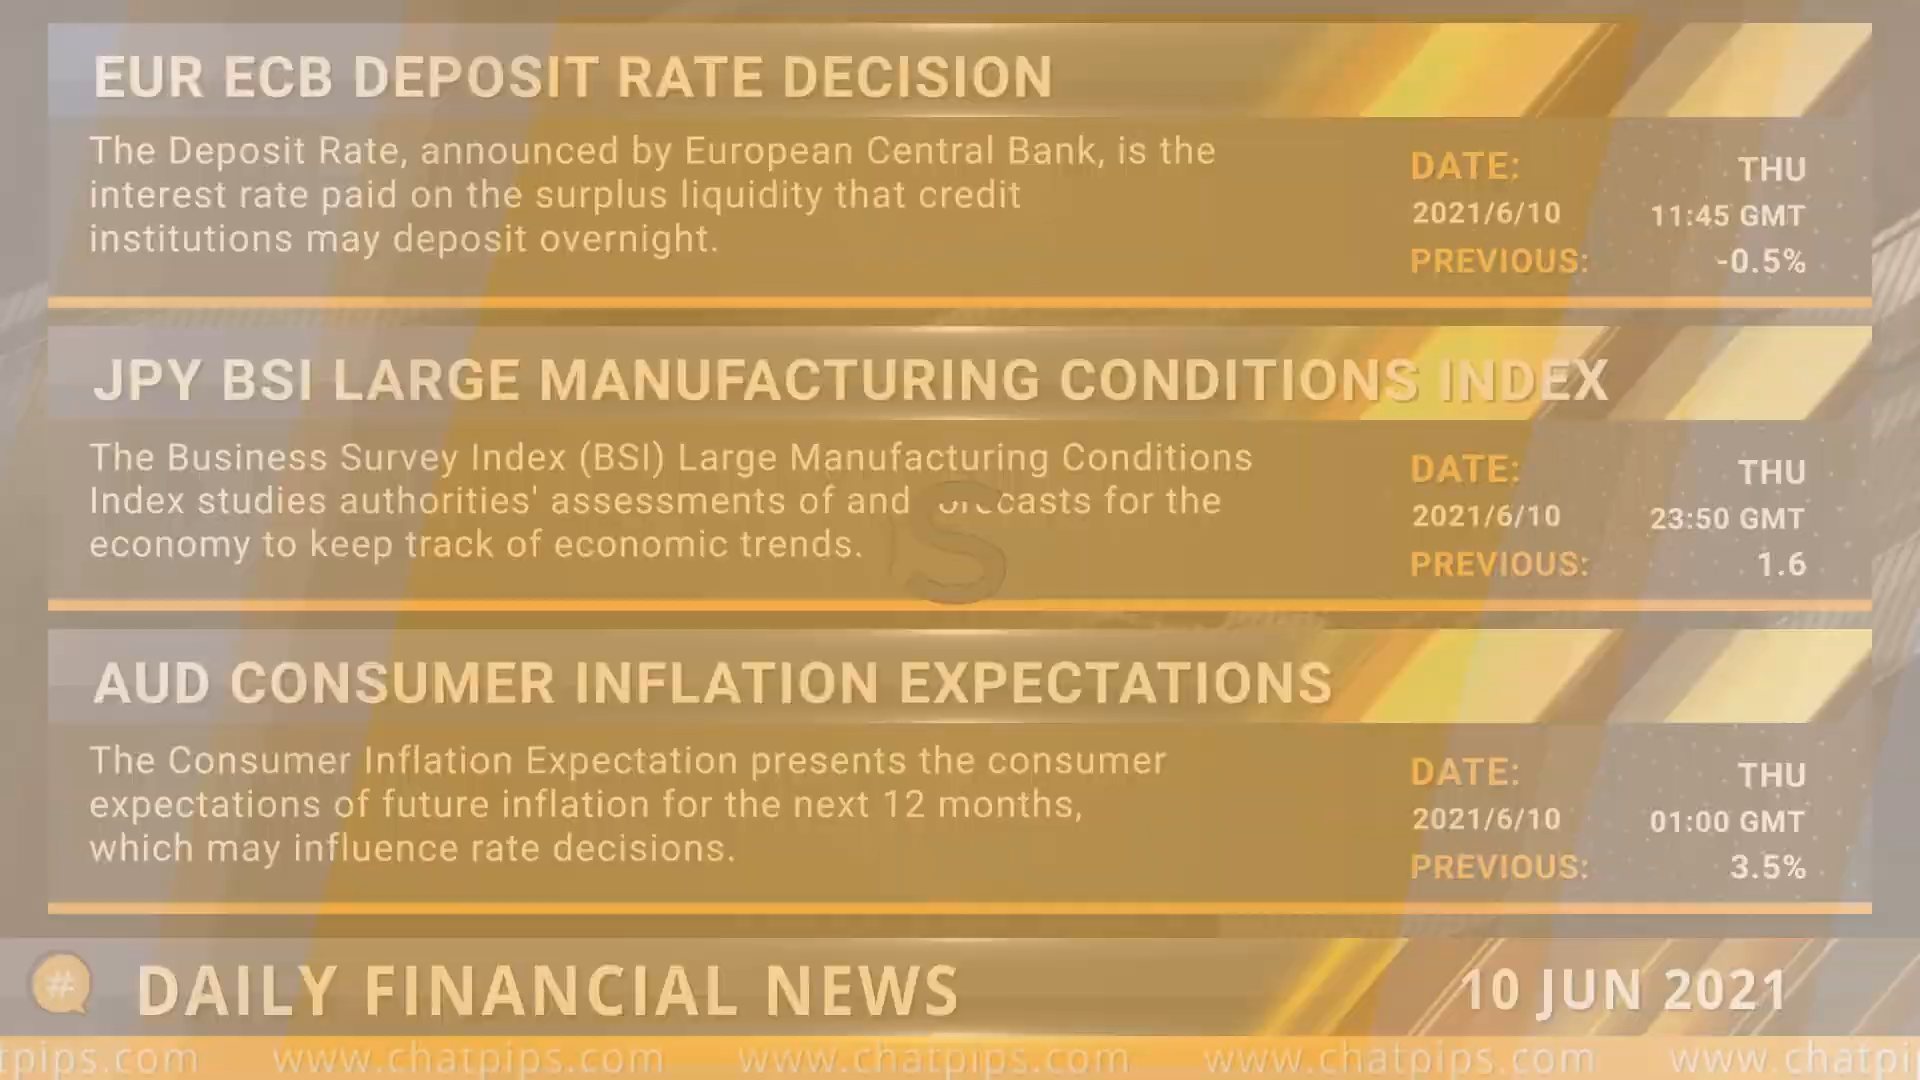 EUR ECB DEPOSIT RATE DECISION
The Deposit Rate, announced by European Central Bank, is the
interest rate paid on the surplus liquidity that credit
institutions may deposit overnight.
DATE: THU
2021/6/10 11:45 GMT
PREVIOUS: -0.5%
JPY BSI LARGE MANUFACTURING CONDITIONS INDEX
The Business Survey Index (BSI) Large Manufacturing Conditions
Index studies authorities' assessments of and for the
economy to keep track of economic trends.
S
DATE: THU
2021/6/10 23:50 GMT
PREVIOUS: 1.6
AUD CONSUMER INFLATION EXPECTATIONS
The Consumer Inflation Expectation presents the consumer
expectations of future inflation for the next 12 months,
which may influence rate decisions.
DATE: THU
2021/6/10 01:00 GMT
PREVIOUS: 3.5%
# DAILY FINANCIAL NEWS 10 JUN 2021
tpips.com www.chatpips.com www.chatpips.com www.chatpips.com www.chatpi